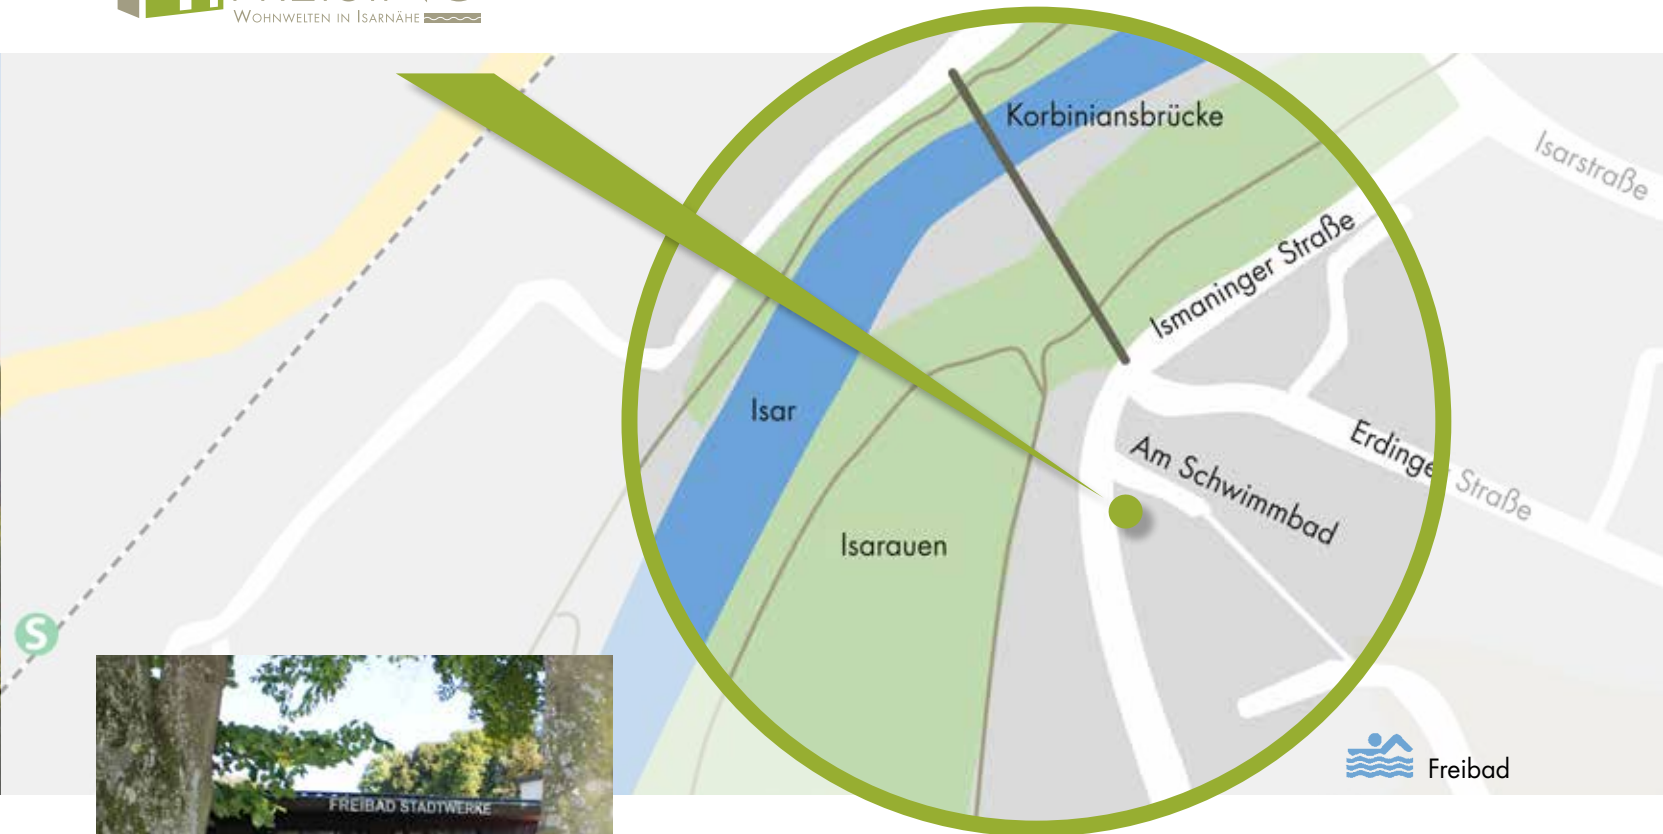 WOHNWELTEN IN ISARNÄHE
Korbiniansbrücke
Isarstraße
Ismaninger Straße
Isar
Erdinger Straße
Am Schwimmbad
Isarauen
S
Freibad
FREIBAD STADTWERKE